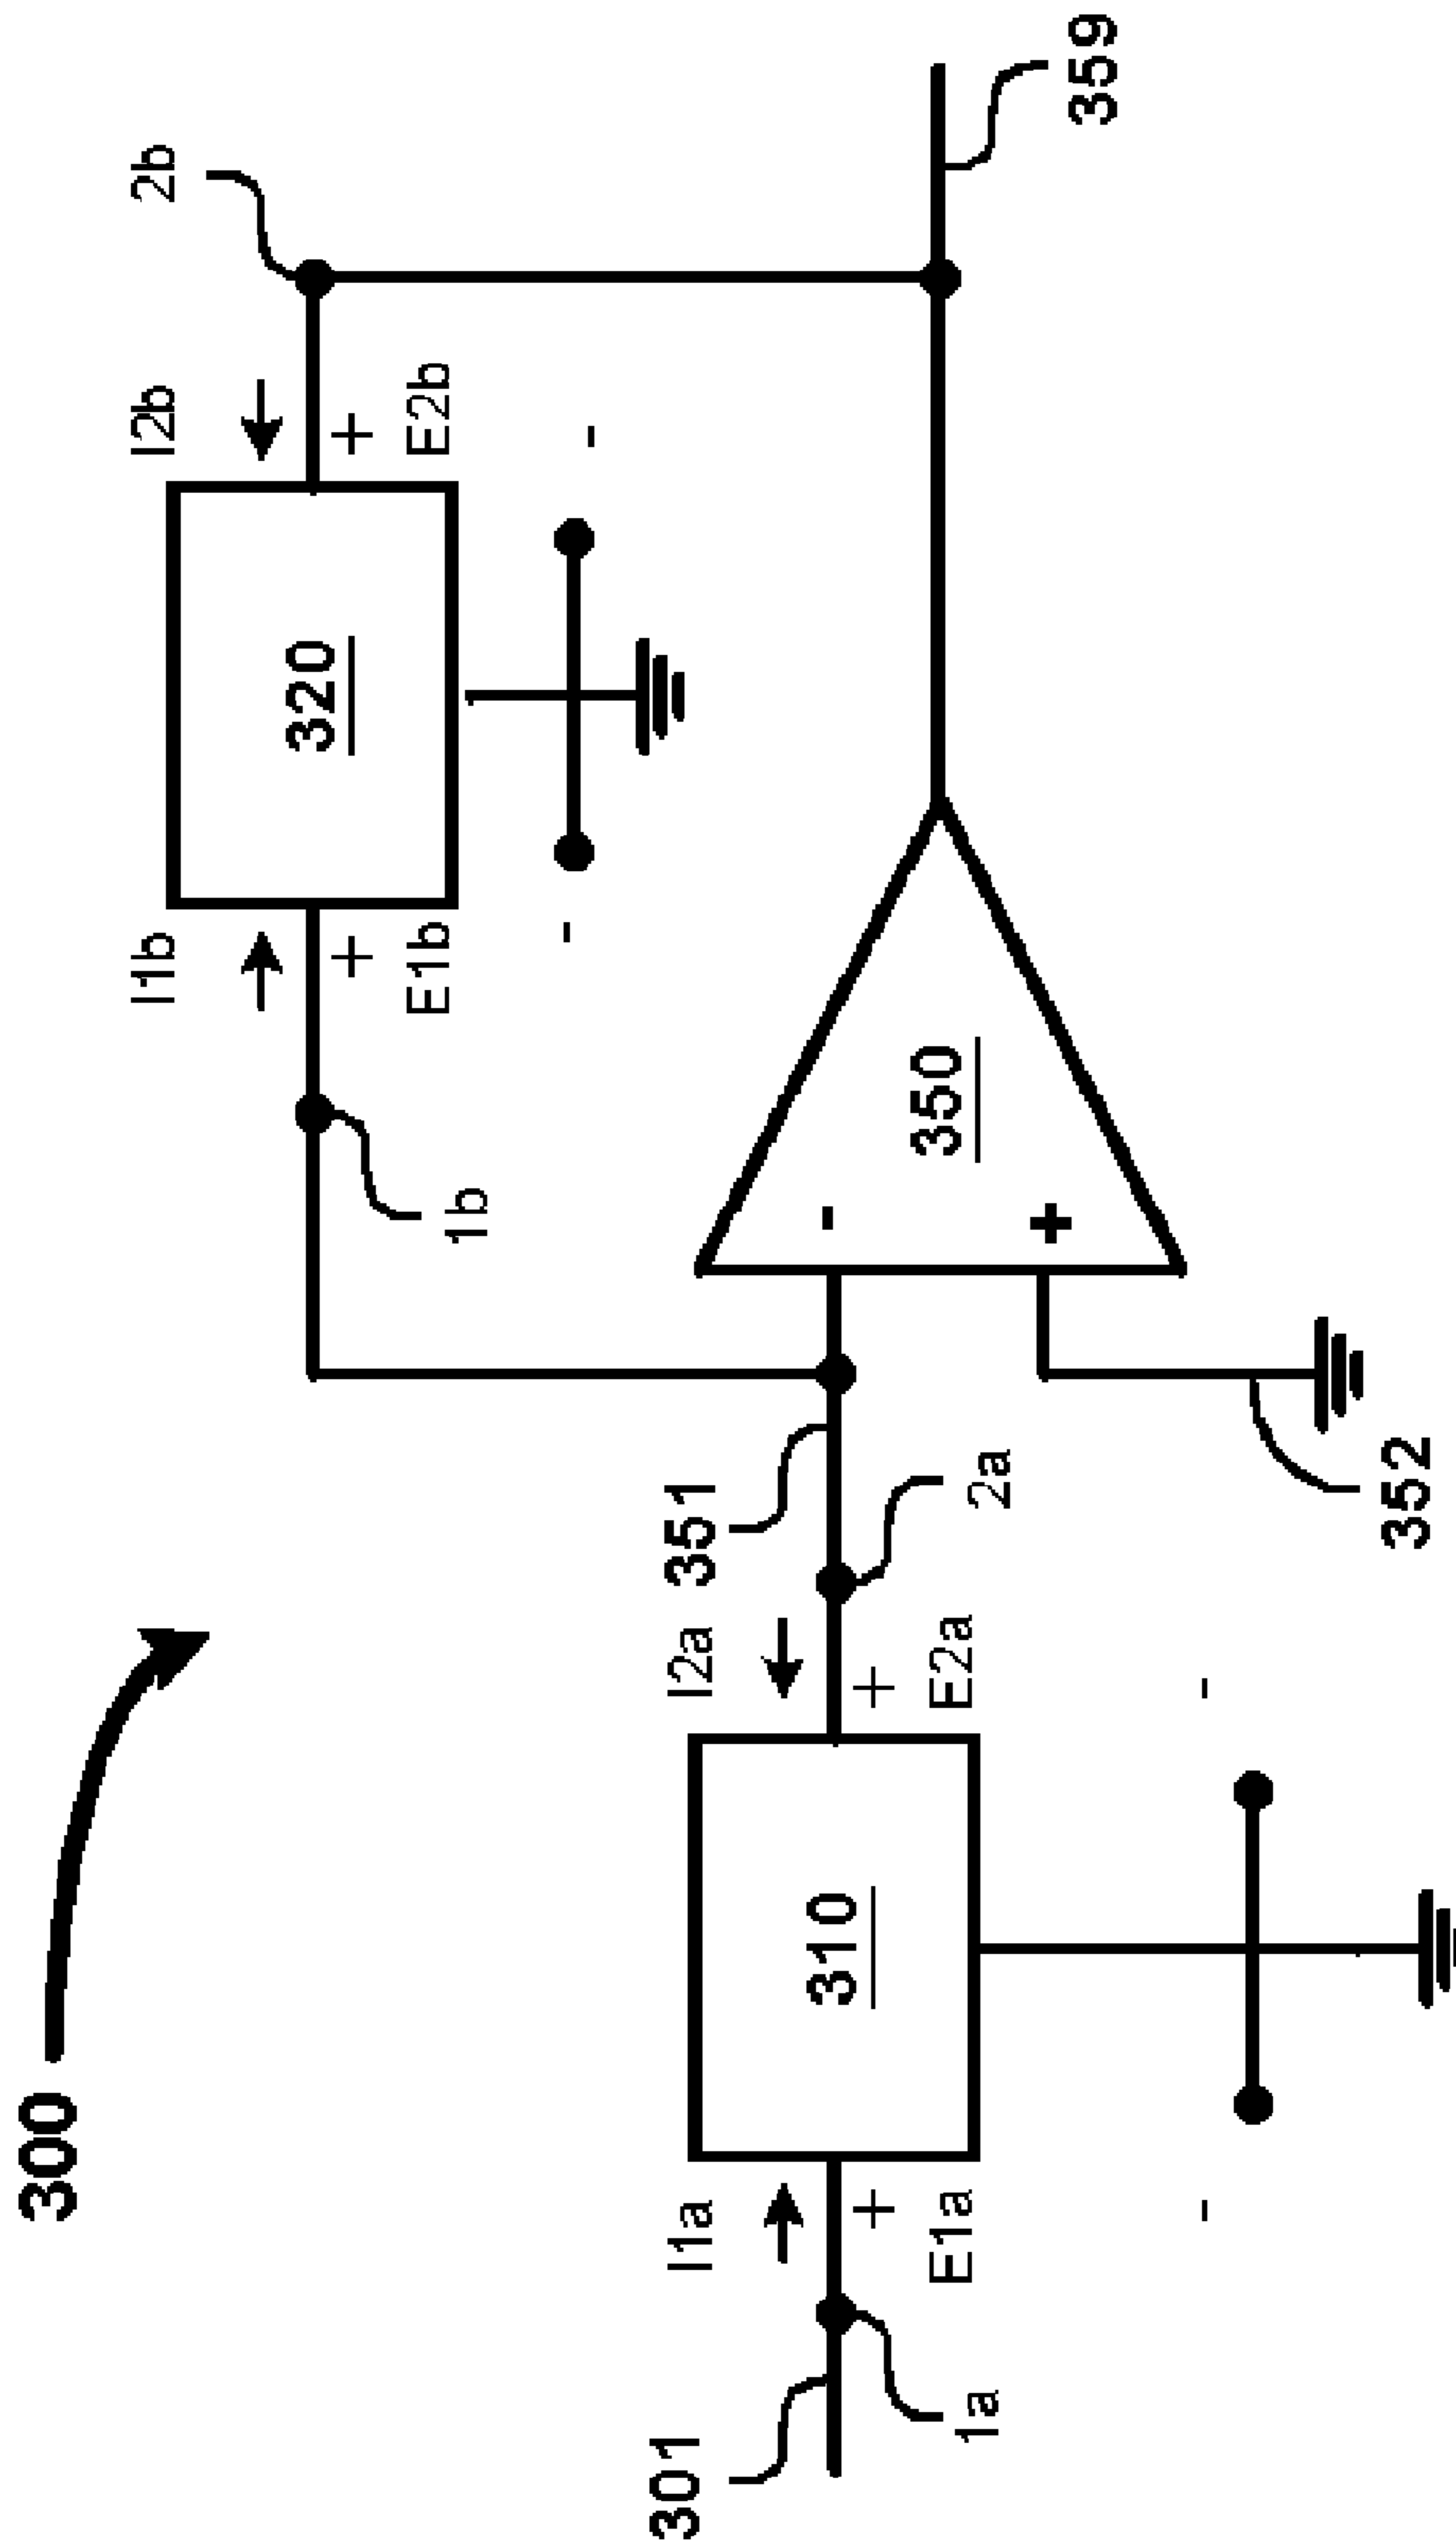 300
I1b
I2b
2b
320
+
+
E1b
E2b
1b
-
-
301
I1a
I2a
351
310
+
+
E1a
E2a
1a
2a
-
350
+
359
-
-
352